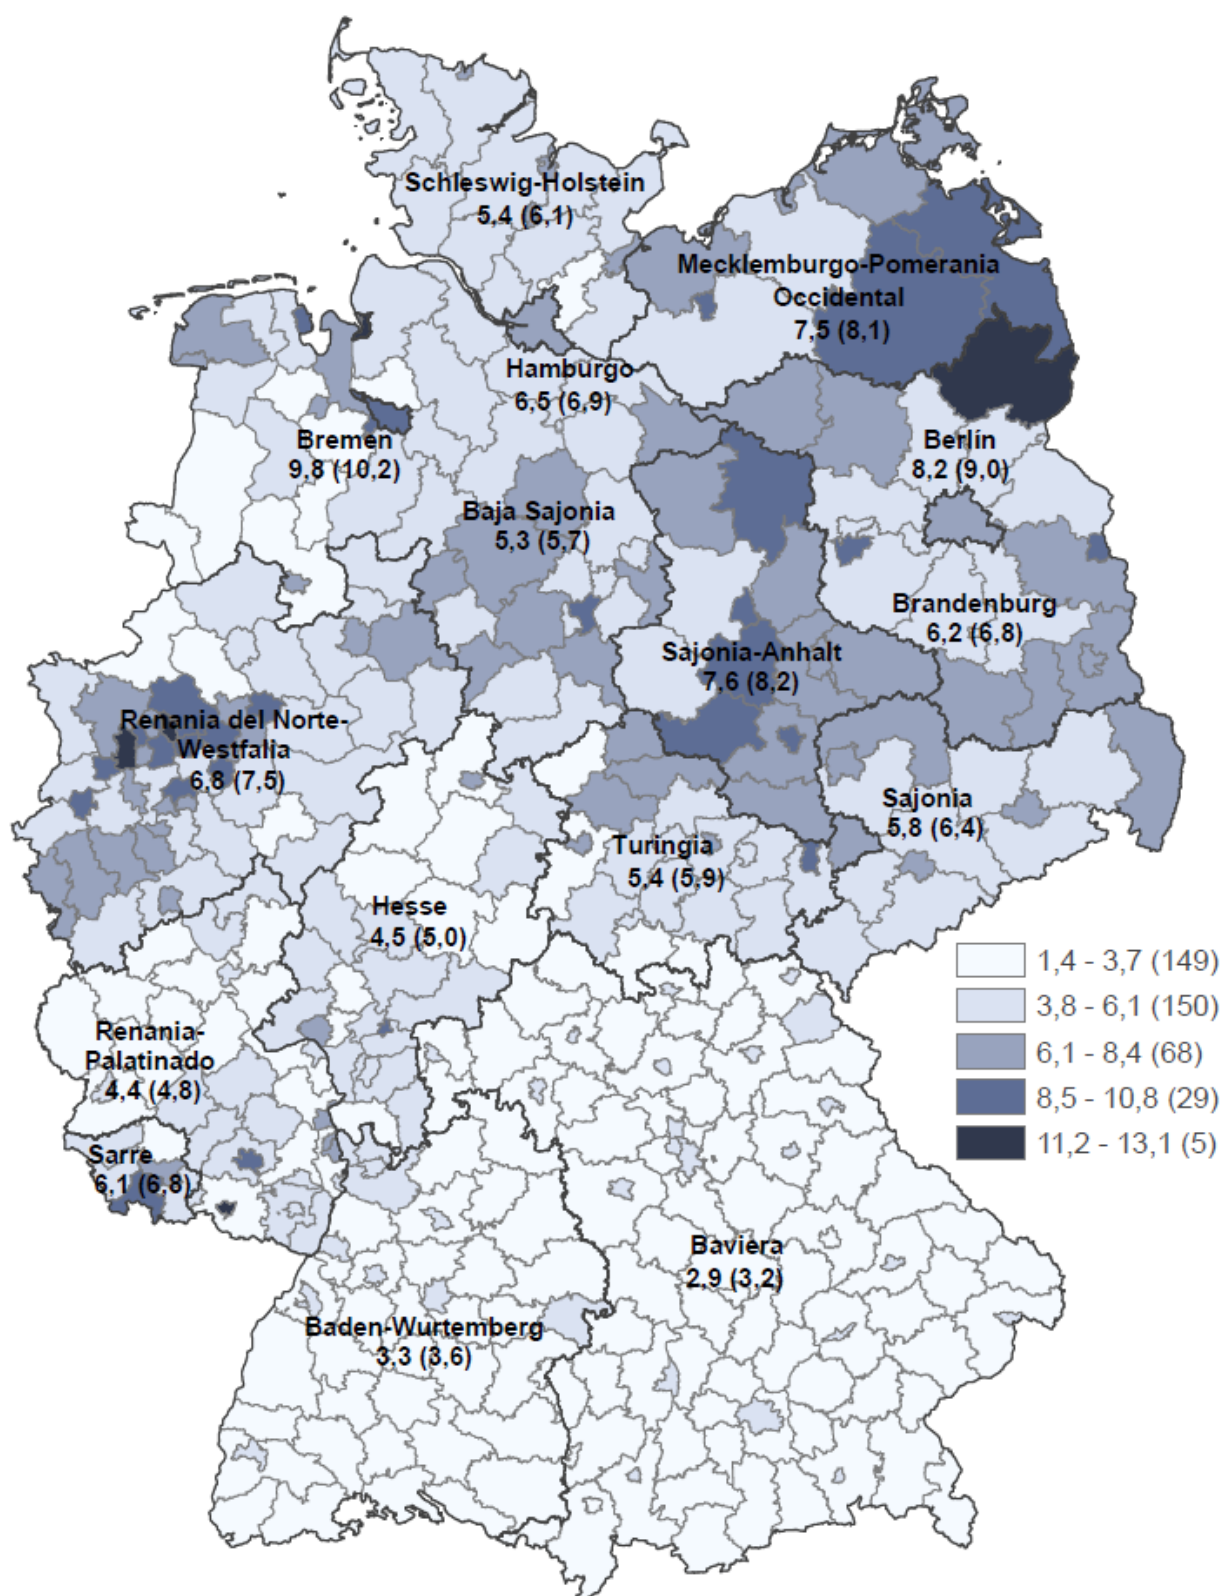 Schleswig-Holstein
5,4 (6,1)
Mecklemburgo-Pomerania
Occidental
7,5 (8,1)
Hamburgo
6,5 (6,9)
Bremen
9,8 (10,2)
Berlín
8,2 (9,0)
Baja Sajonia
5,3 (5,7)
Brandenburg
6,2 (6,8)
Sajonia-Anhalt
7,6 (8,2)
Renania del Norte-
Westfalia
6,8 (7,5)
Sajonia
5,8 (6,4)
Turingia
5,4 (5,9)
Hesse
4,5 (5,0)
Renania-
Palatinado
4,4 (4,8)
Sarre
6,1 (6,8)
Baviera
2,9 (3,2)
Baden-Wurtemberg
3,3 (3,6)
1,4 - 3,7 (149)
3,8 - 6,1 (150)
6,1 - 8,4 (68)
8,5 - 10,8 (29)
11,2 - 13,1 (5)